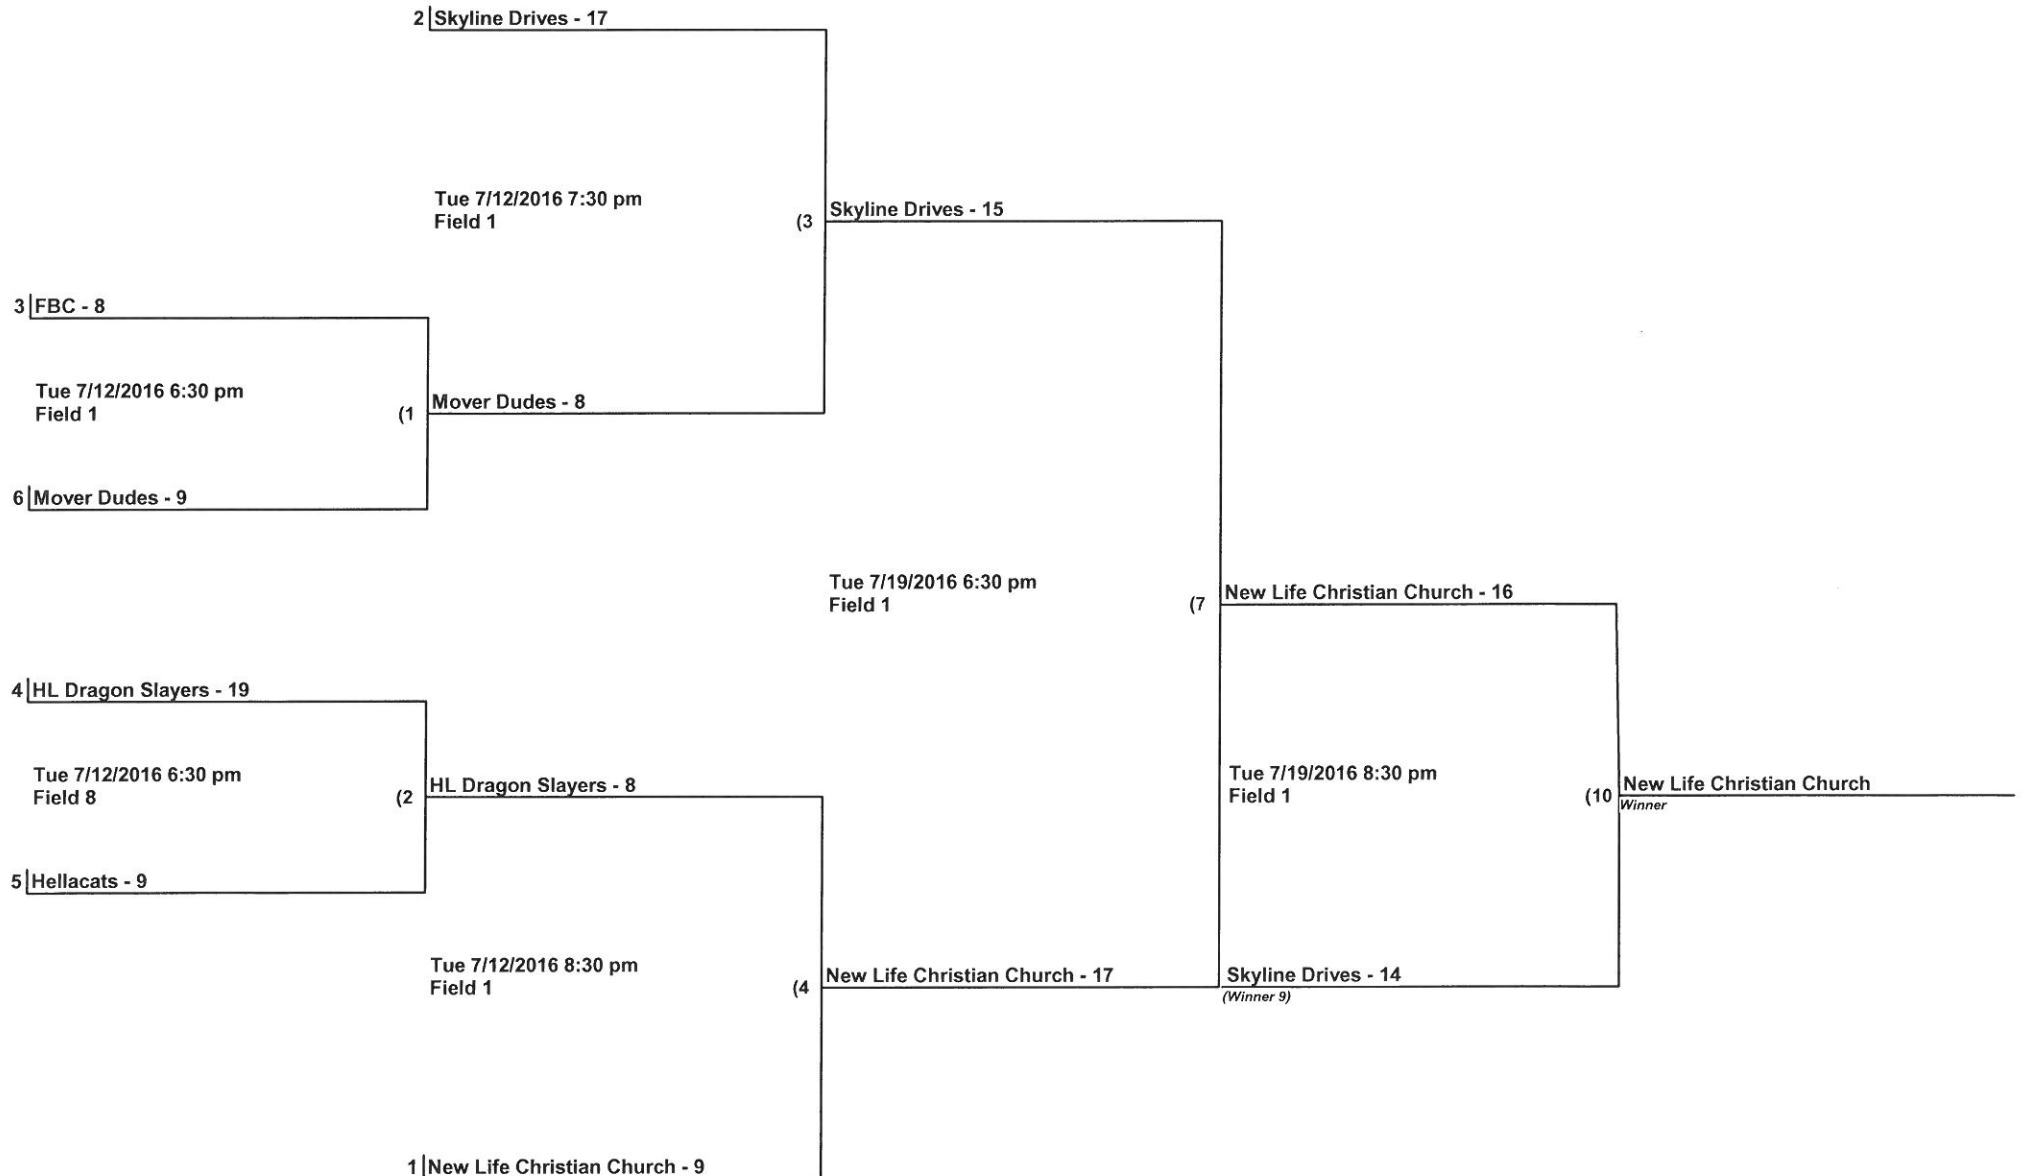 2 Skyline Drives - 17
Tue 7/12/2016 7:30 pm
Field 1
(3
Skyline Drives - 15
3 FBC - 8
Tue 7/12/2016 6:30 pm
Field 1
(1
Mover Dudes - 8
6 Mover Dudes - 9
Tue 7/19/2016 6:30 pm
Field 1
(7
New Life Christian Church - 16
4 HL Dragon Slayers - 19
Tue 7/12/2016 6:30 pm
Field 8
(2
HL Dragon Slayers - 8
Tue 7/19/2016 8:30 pm
Field 1
(10
New Life Christian Church
Winner
5 Hellacats - 9
Tue 7/12/2016 8:30 pm
Field 1
(4
New Life Christian Church - 17
Skyline Drives - 14
(Winner 9)
1 New Life Christian Church - 9